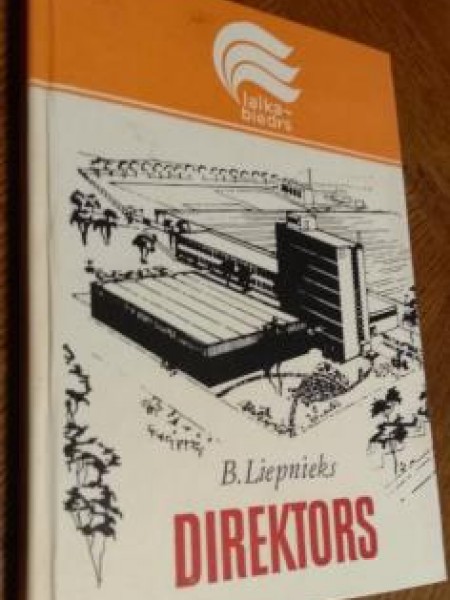 laika-
biedrs
B. Liepnieks
DIREKTORS